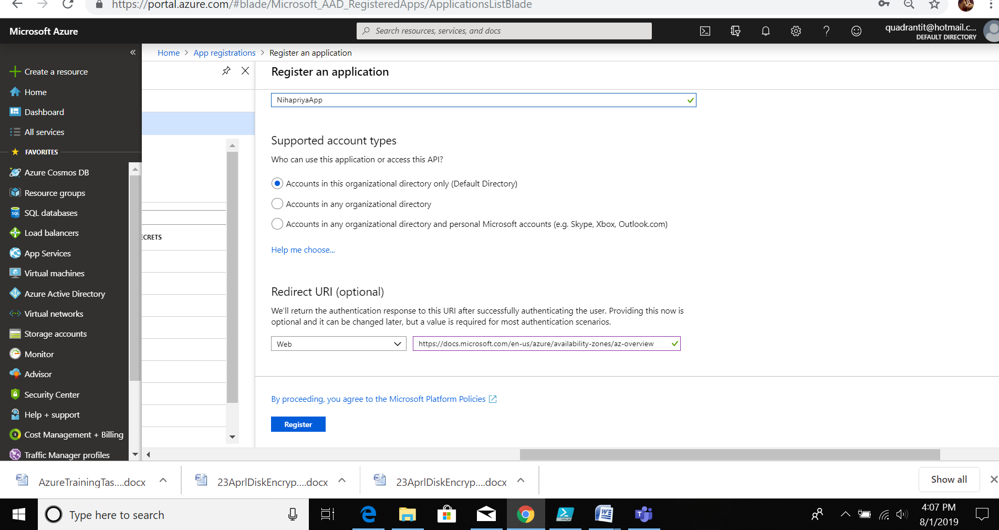 https://portal.azure.com/#blade/Microsoft_AAD_RegisteredApps/ApplicationsListBlade
Microsoft Azure
Search resources, services, and docs
quadrantit@hotmail.c...
DEFAULT DIRECTORY
Home > App registrations > Register an application
Create a resource
Home
Dashboard
All services
FAVORITES
Azure Cosmos DB
Resource groups
SQL databases
Load balancers
App Services
Virtual machines
Azure Active Directory
Virtual networks
Storage accounts
Monitor
Advisor
Security Center
Help + support
Cost Management + Billing
Traffic Manager profiles
ECRETS
Register an application
NihapriyaApp
Supported account types
Who can use this application or access this API?
Accounts in this organizational directory only (Default Directory)
Accounts in any organizational directory
Accounts in any organizational directory and personal Microsoft accounts (e.g. Skype, Xbox, Outlook.com)
Help me choose...
Redirect URI (optional)
We'll return the authentication response to this URI after successfully authenticating the user. Providing this now is
optional and it can be changed later, but a value is required for most authentication scenarios.
Web
https://docs.microsoft.com/en-us/azure/availability-zones/az-overview
By proceeding, you agree to the Microsoft Platform Policies
Register
AzureTrainingTas....docx
23AprlDiskEncryp....docx
23AprlDiskEncryp....docx
Show all
Type here to search
4:07 PM
8/1/2019